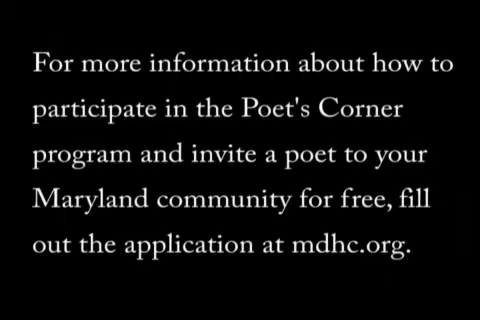 For more information about how to
participate in the Poet's Corner
program and invite a poet to your
Maryland community for free, fill
out the application at mdhc.org.